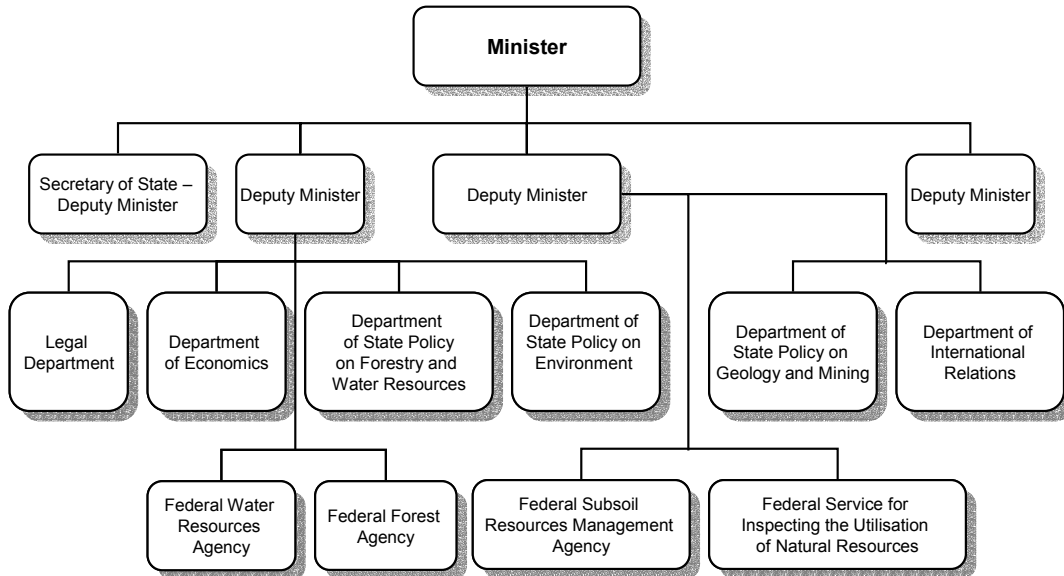 Minister
Secretary of State –
Deputy Minister
Deputy Minister
Deputy Minister
Deputy Minister
Legal
Department
Department
of Economics
Department
of State Policy
on Forestry and
Water Resources
Department of
State Policy on
Environment
Department of
State Policy on
Geology and Mining
Department of
International
Relations
Federal Water
Resources
Agency
Federal Forest
Agency
Federal Subsoil
Resources Management
Agency
Federal Service for
Inspecting the Utilisation
of Natural Resources